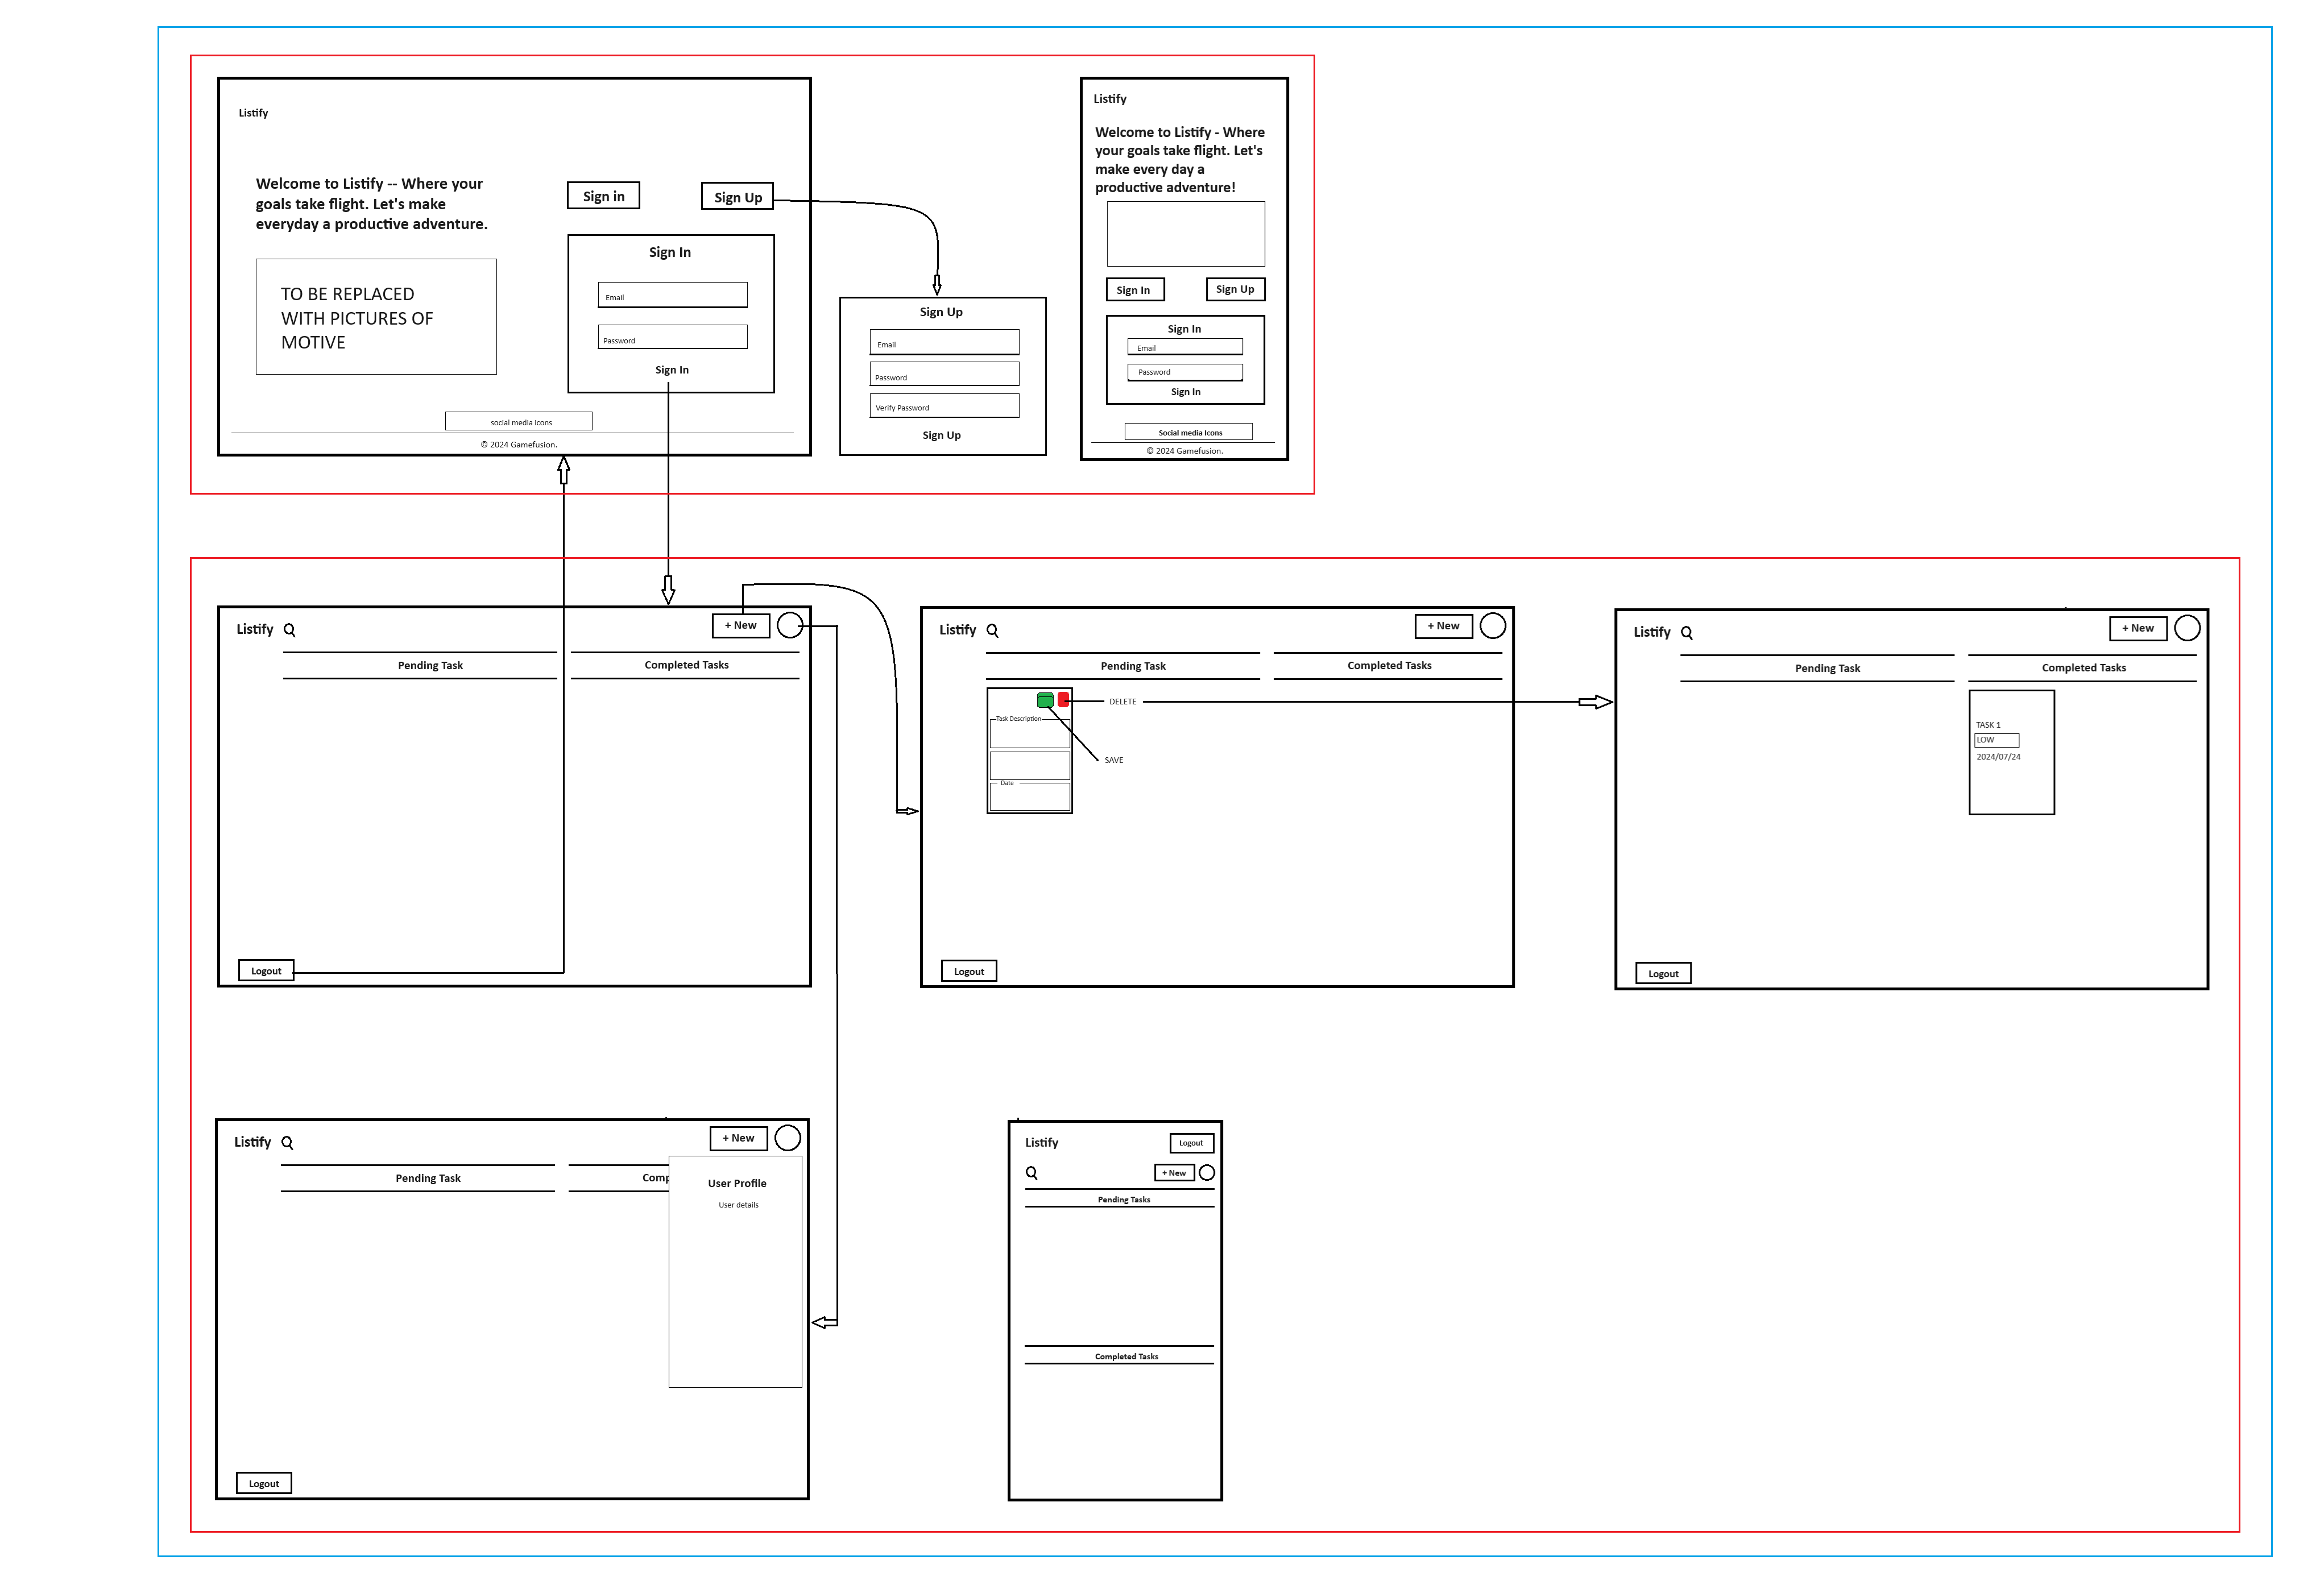 Listify
Welcome to Listify -- Where your
goals take flight. Let's make
everyday a productive adventure.
TO BE REPLACED
WITH PICTURES OF
MOTIVE
Sign in
Sign Up
Sign In
Email
Password
Sign In
social media icons
© 2024 Gamefusion.
Sign Up
Email
Password
Verify Password
Sign Up
Listify
Welcome to Listify - Where
your goals take flight. Let's
make every day a
productive adventure!
Sign In
Sign Up
Sign In
Email
Password
Sign In
Social media Icons
© 2024 Gamefusion.
Listify
+ New
Pending Task
Completed Tasks
Logout
Listify
+ New
Pending Task
Completed Tasks
DELETE
Task Description
SAVE
Date
Logout
Listify
+ New
Pending Task
Completed Tasks
TASK 1
LOW
2024/07/24
Logout
Listify
+ New
Pending Task
Comp
User Profile
User details
Logout
Listify
Logout
+ New
Pending Tasks
Completed Tasks